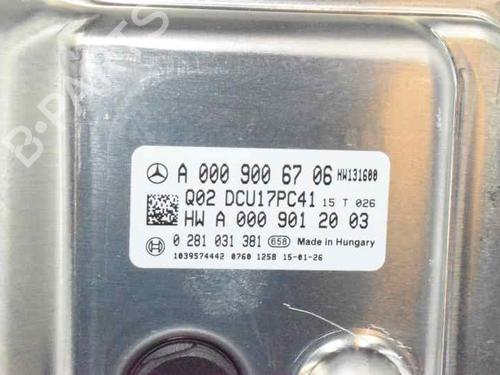 A 000 900 67 06 HW131600
Q02 DCU17PC41 15 T 026
HW A 000 901 20 03
0 281 031 381 658 Made in Hungary
1039574442 0760 1258 15-01-26
B-PARTS